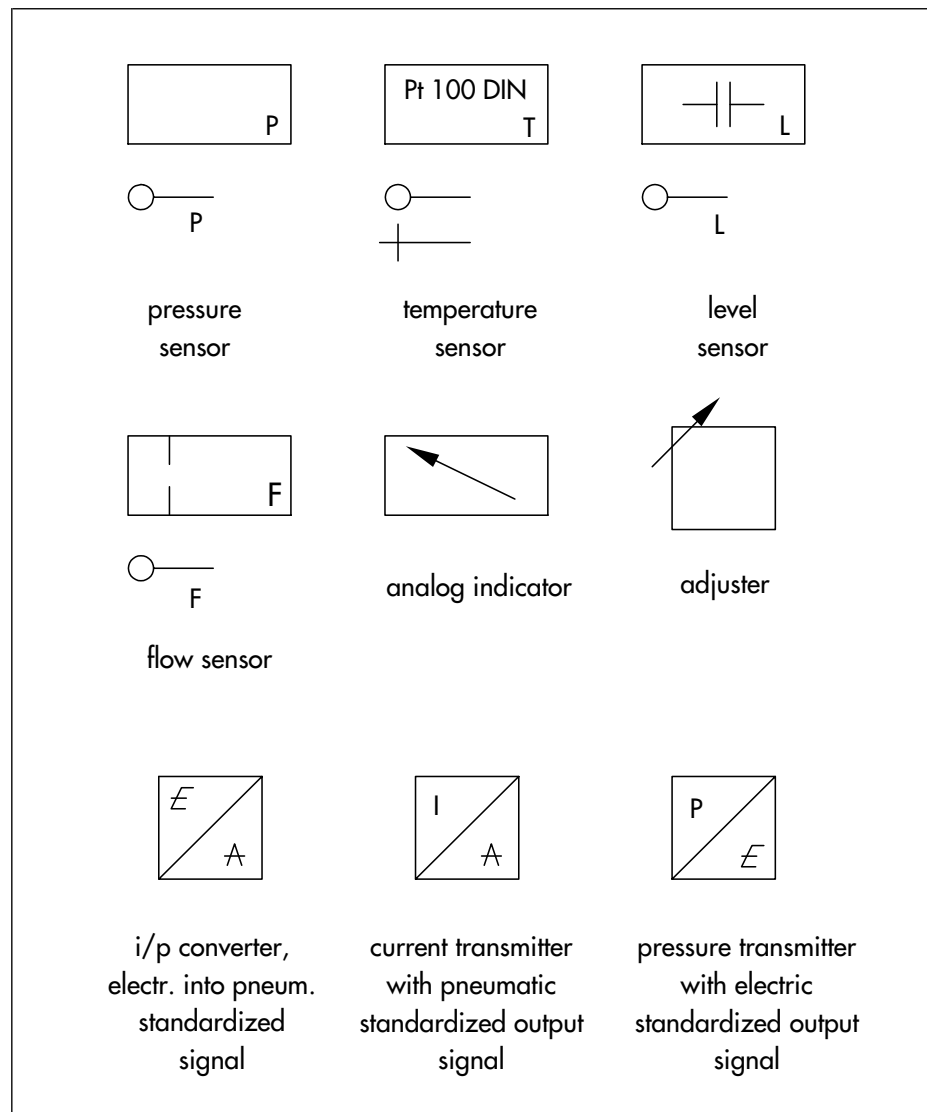 P
Pt 100 DIN
T
L
P
L
pressure
sensor
temperature
sensor
level
sensor
F
F
analog indicator
adjuster
flow sensor
E
A
I
A
P
E
i/p converter,
electr. into pneum.
standardized
signal
current transmitter
with pneumatic
standardized output
signal
pressure transmitter
with electric
standardized output
signal